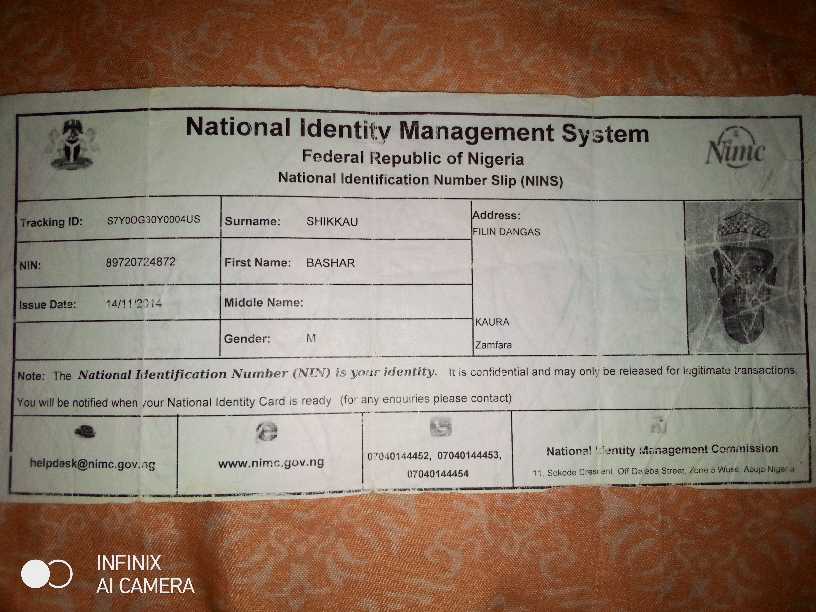 National Identity Management System
Federal Republic of Nigeria
National Identification Number Slip (NINS)
Nimc
Tracking ID: S7Y0OG30Y0004US
Surname: SHIKKAU
Address:
FILIN DANGAS
NIN: 89720724872
First Name: BASHAR
Issue Date: 14/11/2014
Middle Name:
KAURA
Gender: M
Zamfara
Note: The National Identification Number (NIN) is your identity. It is confidential and may only be released for legitimate transactions.
You will be notified when your National Identity Card is ready (for any enquiries please contact)
helpdesk@nimc.gov.ng
www.nimc.gov.ng
07040144452, 07040144453,
07040144454
National Identity Management Commission
11, Sokode Crescent, Off Dalaba Street, Zone 5 Wuse, Abuja Nigeria
INFINIX
AI CAMERA